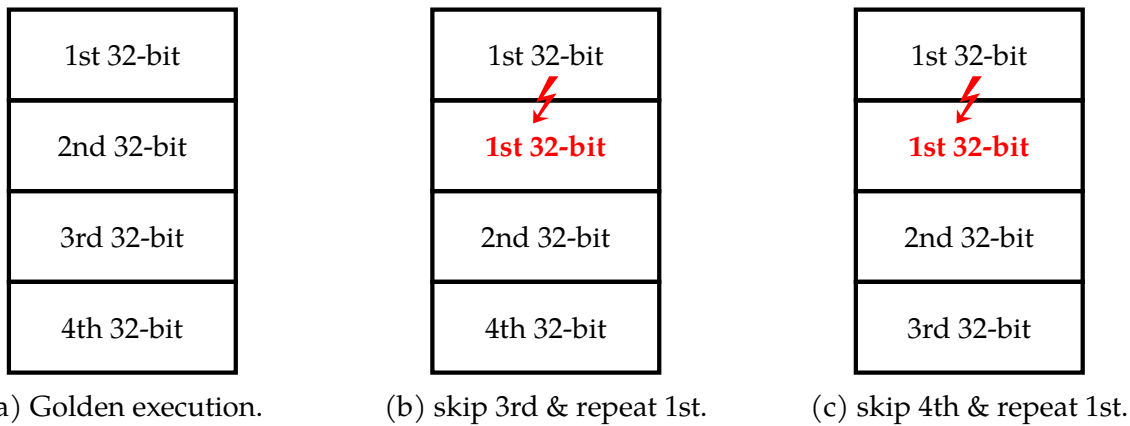 1st 32-bit
2nd 32-bit
3rd 32-bit
4th 32-bit
a) Golden execution.
1st 32-bit
1st 32-bit
2nd 32-bit
4th 32-bit
(b) skip 3rd & repeat 1st.
1st 32-bit
1st 32-bit
2nd 32-bit
3rd 32-bit
(c) skip 4th & repeat 1st.